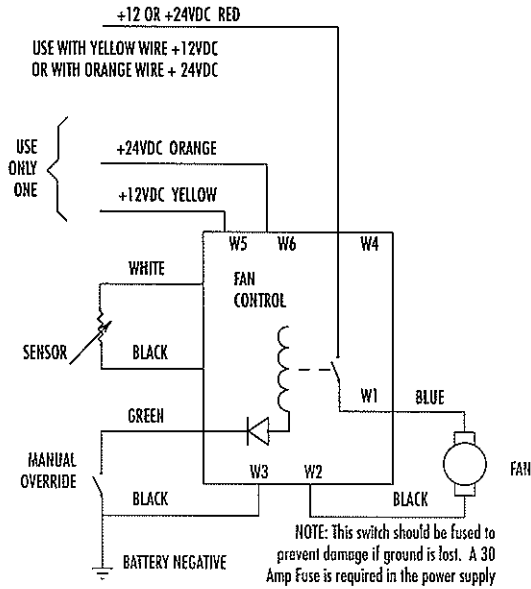 +12 OR +24VDC RED
USE WITH YELLOW WIRE +12VDC
OR WITH ORANGE WIRE + 24VDC
USE
ONLY
ONE
+24VDC ORANGE
+12VDC YELLOW
W5 W6 W4
WHITE
FAN
CONTROL
SENSOR
BLACK
W1
BLUE
GREEN
MANUAL
OVERRIDE
W3 W2
FAN
BLACK
BLACK
BATTERY NEGATIVE
NOTE: This switch should be fused to
prevent damage if ground is lost. A 30
Amp Fuse is required in the power supply